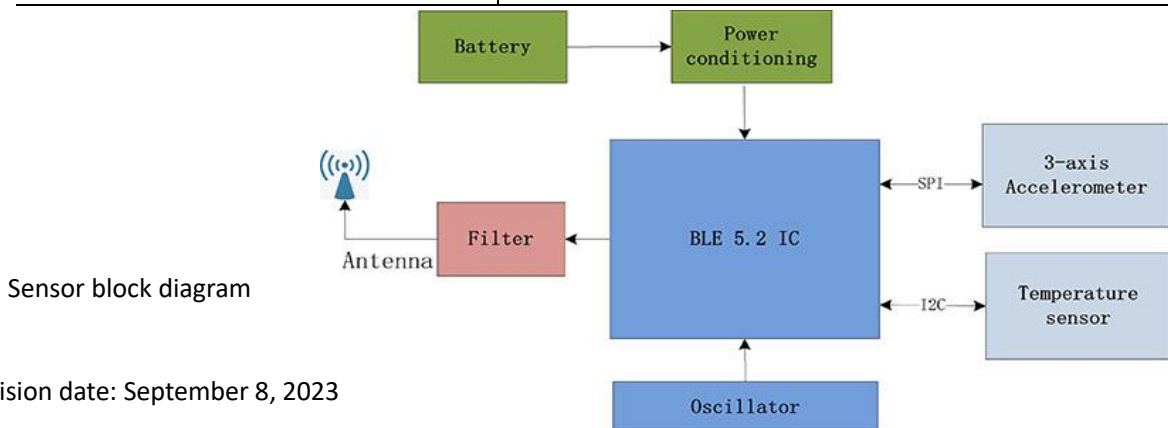 Battery
Power
conditioning
3-axis
Accelerometer
SPI
Filter
BLE 5.2 IC
Antenna
Sensor block diagram
I2C
Temperature
sensor
ision date: September 8, 2023
Oscillator